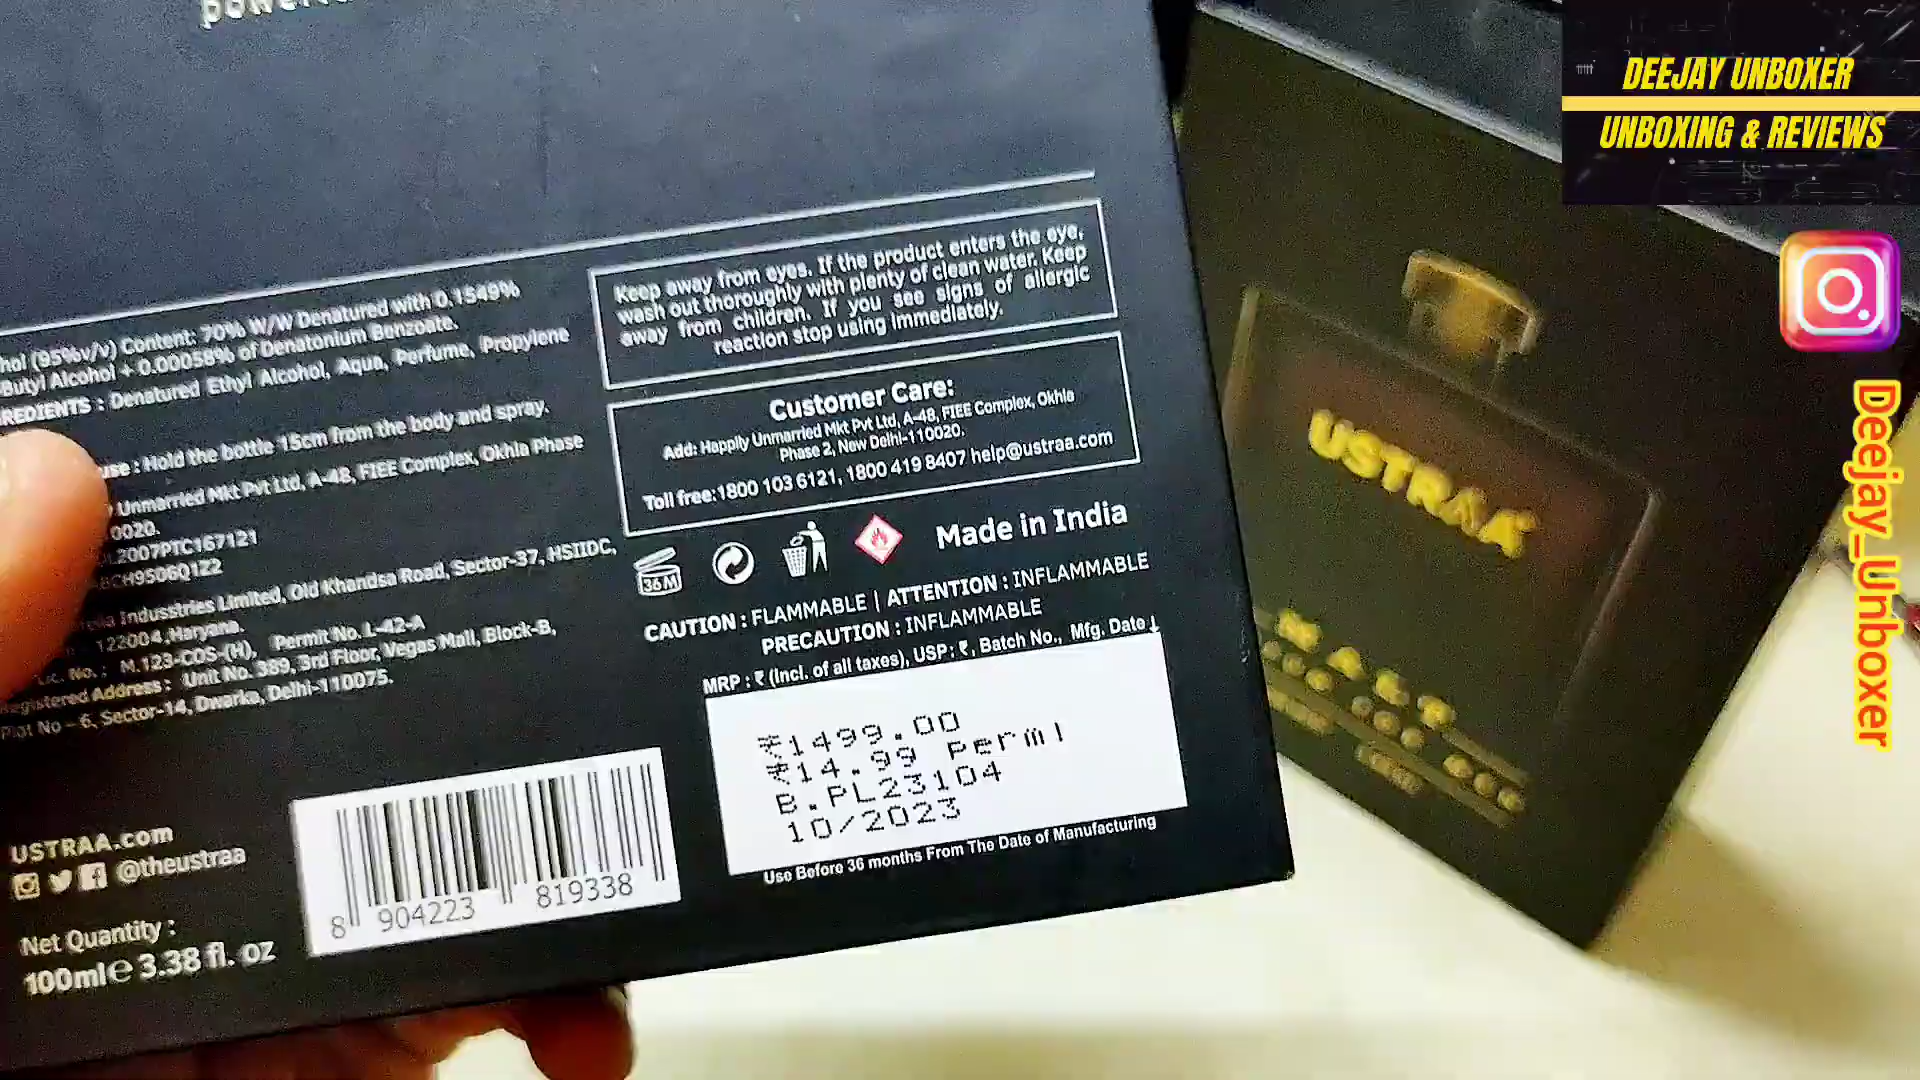 DEEJAY UNBOXER
UNBOXING & REVIEWS
Deejay_Unboxer
(95%v/v) Content: 70% W/W Denatured with 0.1549%
Butyl Alcohol + 0.00058% of Denatonium Benzoate.
: Denatured Ethyl Alcohol, Aqua, Perfume, Propylene
: Hold the bottle 15cm from the body and spray.
Unmarried Mkt Pvt Ltd, A-48, FIEE Complex, Okhla Phase
0020.
L2007PTC167121
Indusstries Limited, Old Khandsa Road, Sector-37, HSIIDC,
122004,Haryana.
No. : M.123-COS-(H), Permit No. L-42-A
Address : Unit No. 389, 3rd Floor, Vegas Mall, Block-B,
Plot No - 6, Sector-14, Dwarka, Delhi-110075.
USTRAA.com
@theustraa
Net Quantity :
100ml e 3.38 fl. oz
8 904223 819338
Keep away from eyes. If the product enters the eye,
wash out thoroughly with plenty of clean water. Keep
away from children. If you see signs of allergic
reaction stop using immediately.
Customer Care:
Add: Happily Unmarried Mkt Pvt Ltd, A-48, FIEE Complex, Okhla
Phase 2, New Delhi-110020.
Toll free:1800 103 6121, 1800 419 8407 help@ustraa.com
36 M
Made in India
CAUTION : FLAMMABLE | ATTENTION : INFLAMMABLE
PRECAUTION : INFLAMMABLE
MRP : ₹ (Incl. of all taxes), USP: ₹, Batch No., Mfg. Date
₹1499.00
₹14.99 Perml
B.PL23104
10/2023
Use Before 36 months From The Date of Manufacturing
USTRAA